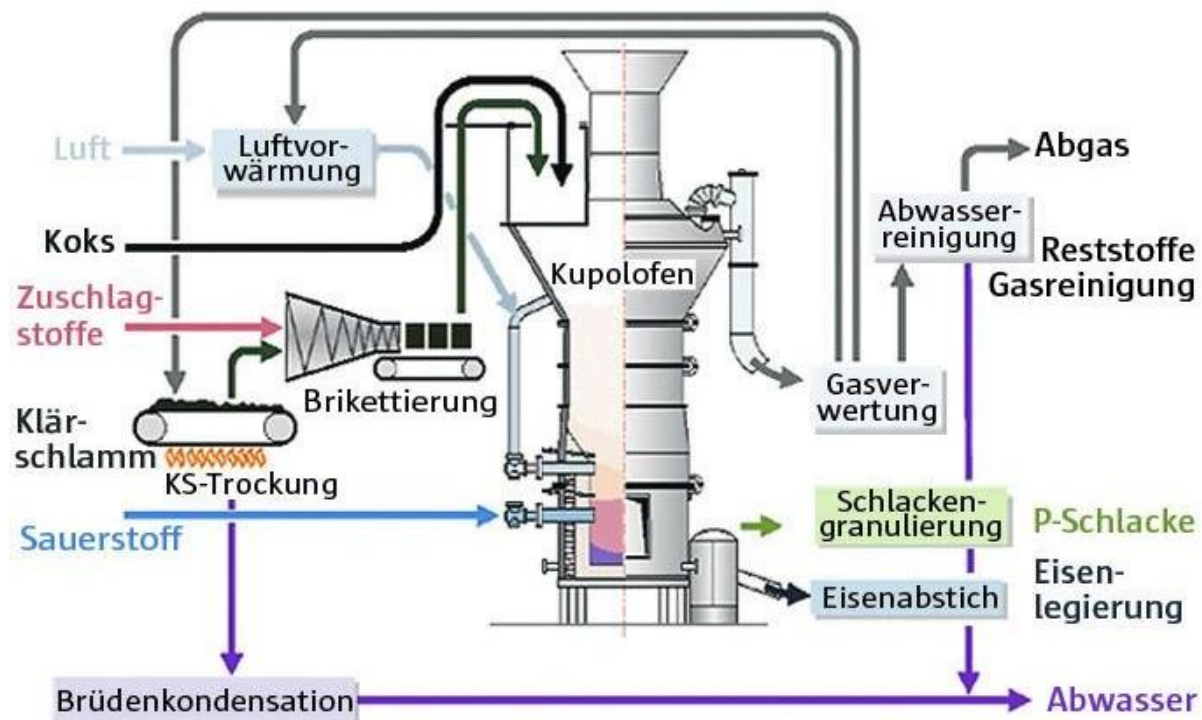 Luft
Luftvor-
wärmung
Abgas
Koks
Kupolofen
Abwasser-
reinigung
Reststoffe
Gasreinigung
Zuschlag-
stoffe
Brikettierung
Gasver-
wertung
Klär-
schlamm
KS-Trockung
Sauerstoff
Schlacken-
granulierung
P-Schlacke
Eisenabstich
Eisen-
legierung
Brüdenkondensation
Abwasser